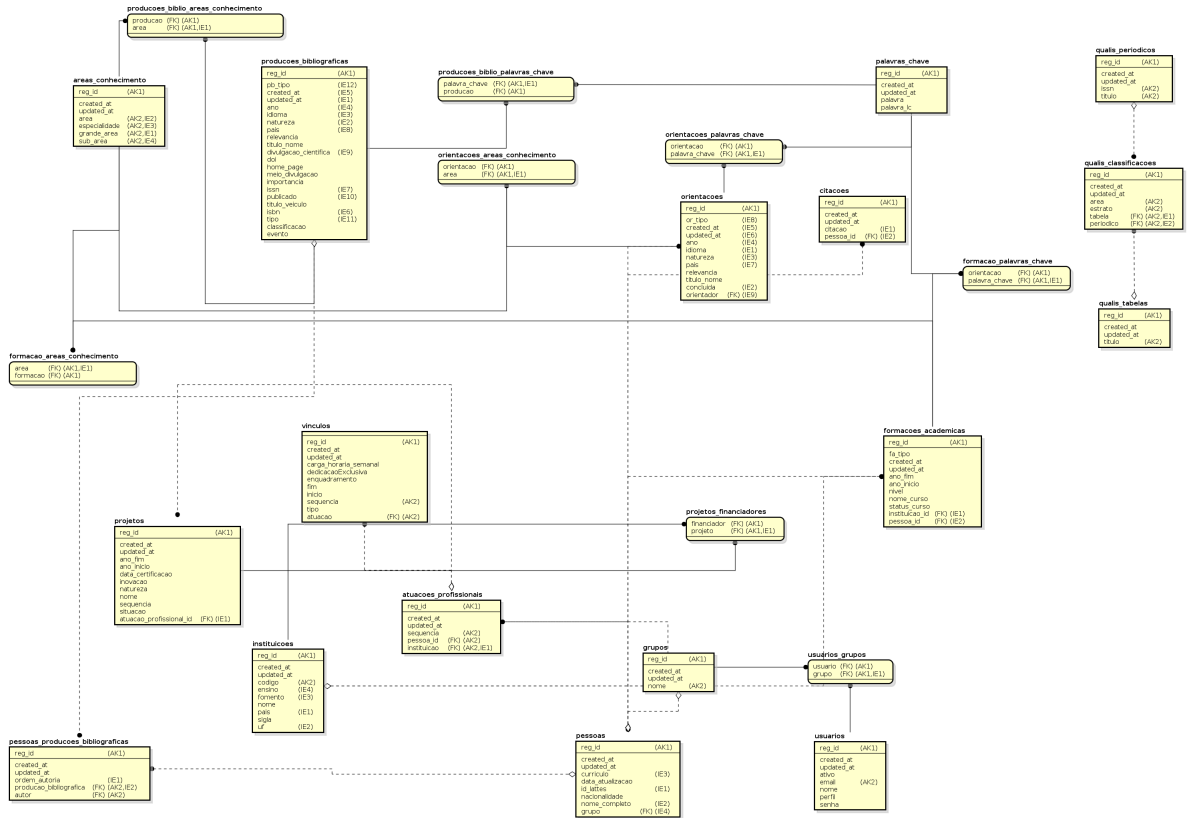 producoes_biblio_areas_conhecimento
producao (FK) (AK1)
area (FK) (AK1,IE1)
areas_conhecimento
reg_id (AK1)
created_at
updated_at
area (AK2,IE2)
especialidade (AK2,IE3)
grande_area (AK2,IE1)
sub_area (AK2,IE4)
producoes_bibliograficas
reg_id (AK1)
pb_tipo (IE12)
created_at (IE5)
updated_at (IE1)
ano (IE4)
idioma (IE3)
natureza (IE2)
pais (IE8)
relevancia
titulo_nome
divulgacao_cientifica (IE9)
doi
home_page
meio_divulgacao
importancia
issn (IE7)
publicado (IE10)
titulo_veiculo
isbn (IE6)
tipo (IE11)
classificacao
evento
producoes_biblio_palavras_chave
palavra_chave (FK) (AK1,IE1)
producao (FK) (AK1)
orientacoes_areas_conhecimento
orientacao (FK) (AK1)
area (FK) (AK1,IE1)
palavras_chave
reg_id (AK1)
created_at
updated_at
palavra
palavra_lc
orientacoes_palavras_chave
orientacao (FK) (AK1)
palavra_chave (FK) (AK1,IE1)
orientacoes
reg_id (AK1)
or_tipo (IE8)
created_at (IE5)
updated_at (IE6)
ano (IE4)
idioma (IE1)
natureza (IE3)
pais (IE7)
relevancia
titulo_nome
concluida (IE2)
orientador (FK) (IE9)
citacoes
reg_id (AK1)
created_at
updated_at
citacao (IE1)
pessoa_id (FK) (IE2)
qualis_periodicos
reg_id (AK1)
created_at
updated_at
issn (AK2)
titulo (AK2)
qualis_classificacoes
reg_id (AK1)
created_at
updated_at
area (AK2)
estrato (AK2)
tabela (FK) (AK2,IE1)
periodico (FK) (AK2,IE2)
formacao_palavras_chave
orientacao (FK) (AK1)
palavra_chave (FK) (AK1,IE1)
qualis_tabelas
reg_id (AK1)
created_at
updated_at
titulo (AK2)
formacao_areas_conhecimento
area (FK) (AK1,IE1)
formacao (FK) (AK1)
vinculos
reg_id (AK1)
created_at
updated_at
carga_horaria_semanal
dedicacaoExclusiva
enquadramento
fim
inicio
sequencia (AK2)
tipo
atuacao (FK) (AK2)
formacoes_academicas
reg_id (AK1)
fa_tipo
created_at
updated_at
ano_fim
ano_inicio
nivel
nome_curso
status_curso
instituicao_id (FK) (IE1)
pessoa_id (FK) (IE2)
projetos
reg_id (AK1)
created_at
updated_at
ano_fim
ano_inicio
data_certificacao
inovacao
natureza
nome
sequencia
situacao
atuacao_profissional_id (FK) (IE1)
projetos_financiadores
financiador (FK) (AK1)
projeto (FK) (AK1,IE1)
atuacoes_profissionais
reg_id (AK1)
created_at
updated_at
sequencia (AK2)
pessoa_id (FK) (AK2)
instituicao (FK) (AK2,IE1)
instituicoes
reg_id (AK1)
created_at
updated_at
codigo (AK2)
ensino (IE4)
fomento (IE3)
nome
pais (IE1)
sigla
uf (IE2)
grupos
reg_id (AK1)
created_at
updated_at
nome (AK2)
usuarios_grupos
usuario (FK) (AK1)
grupo (FK) (AK1,IE1)
pessoas_producoes_bibliograficas
reg_id (AK1)
created_at
updated_at
ordem_autoria (IE1)
producao_bibliografica (FK) (AK2,IE2)
autor (FK) (AK2)
pessoas
reg_id (AK1)
created_at
updated_at
curriculo (IE3)
data_atualizacao
id_lattes (IE1)
nacionalidade
nome_completo (IE2)
grupo (FK) (IE4)
usuarios
reg_id (AK1)
created_at
updated_at
ativo
email (AK2)
nome
perfil
senha